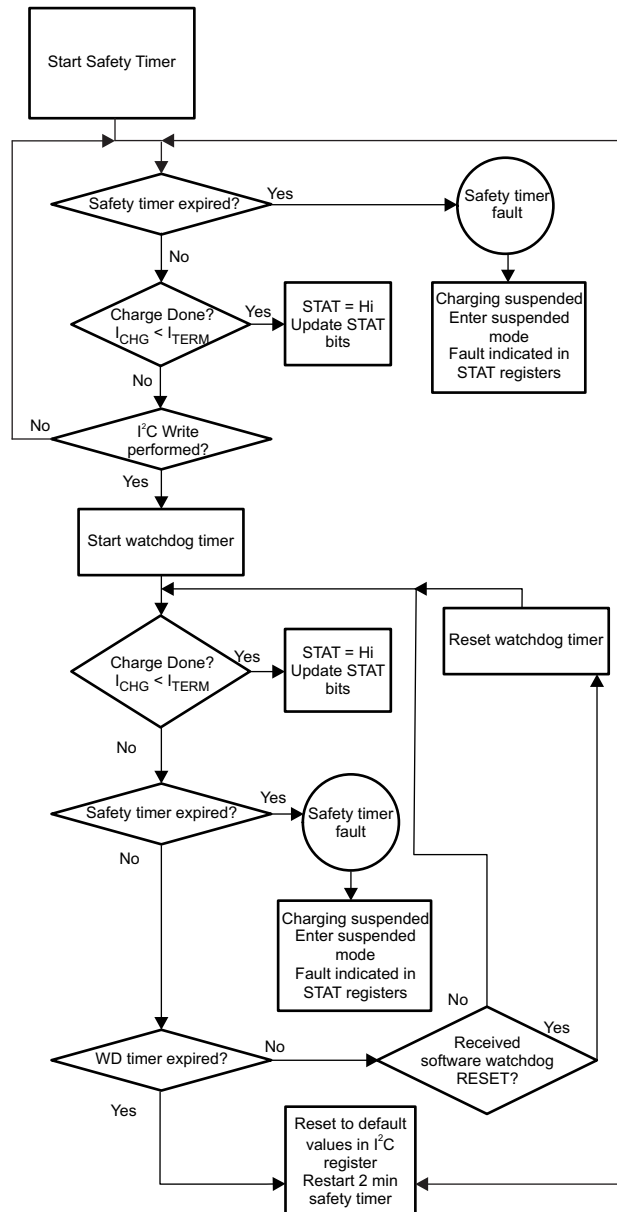 Start Safety Timer
Safety timer expired?
Yes
Safety timer
fault
No
Charge Done?
I_CHG < I_TERM
Yes
STAT = Hi
Update STAT
bits
Charging suspended
Enter suspended
mode
Fault indicated in
STAT registers
No
No
I²C Write
performed?
Yes
Start watchdog timer
Reset watchdog timer
Charge Done?
I_CHG < I_TERM
Yes
STAT = Hi
Update STAT
bits
No
Safety timer expired?
Yes
Safety timer
fault
No
Charging suspended
Enter suspended
mode
Fault indicated in
STAT registers
No
Yes
WD timer expired?
No
Received
software watchdog
RESET?
Yes
Reset to default
values in I²C
register
Restart 2 min
safety timer